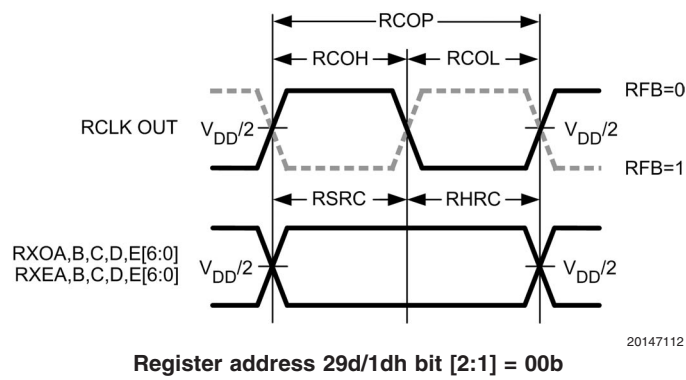 RCOP
RCOH RCOL
RFB=0
RCLK OUT VDD/2 VDD/2
RFB=1
RSRC RHRC
RXOA,B,C,D,E[6:0]
RXEA,B,C,D,E[6:0]
VDD/2 VDD/2
20147112
Register address 29d/1dh bit [2:1] = 00b